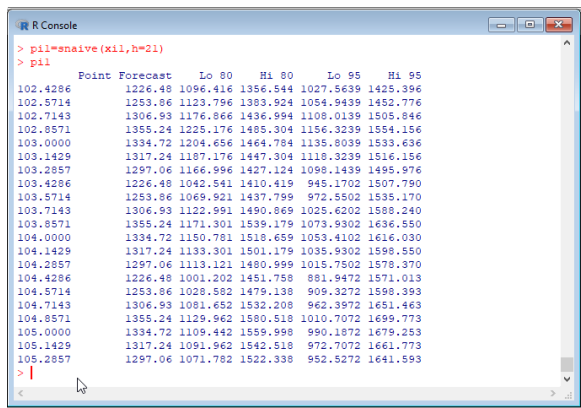 R Console
> pi1=snaive(xi1,h=21)
> pi1
Point Forecast Lo 80 Hi 80 Lo 95 Hi 95
102.4286 1226.48 1096.416 1356.544 1027.5639 1425.396
102.5714 1253.86 1123.796 1383.924 1054.9439 1452.776
102.7143 1306.93 1176.866 1436.994 1108.0139 1505.846
102.8571 1355.24 1225.176 1485.304 1156.3239 1554.156
103.0000 1334.72 1204.656 1464.784 1135.8039 1533.636
103.1429 1317.24 1187.176 1447.304 1118.3239 1516.156
103.2857 1297.06 1166.996 1427.124 1098.1439 1495.976
103.4286 1226.48 1042.541 1410.419 945.1702 1507.790
103.5714 1253.86 1069.921 1437.799 972.5502 1535.170
103.7143 1306.93 1122.991 1490.869 1025.6202 1588.240
103.8571 1355.24 1171.301 1539.179 1073.9302 1636.550
104.0000 1334.72 1150.781 1518.659 1053.4102 1616.030
104.1429 1317.24 1133.301 1501.179 1035.9302 1598.550
104.2857 1297.06 1113.121 1480.999 1015.7502 1578.370
104.4286 1226.48 1001.202 1451.758 881.9472 1571.013
104.5714 1253.86 1028.582 1479.138 909.3272 1598.393
104.7143 1306.93 1081.652 1532.208 962.3972 1651.463
104.8571 1355.24 1129.962 1580.518 1010.7072 1699.773
105.0000 1334.72 1109.442 1559.998 990.1872 1679.253
105.1429 1317.24 1091.962 1542.518 972.7072 1661.773
105.2857 1297.06 1071.782 1522.338 952.5272 1641.593
>